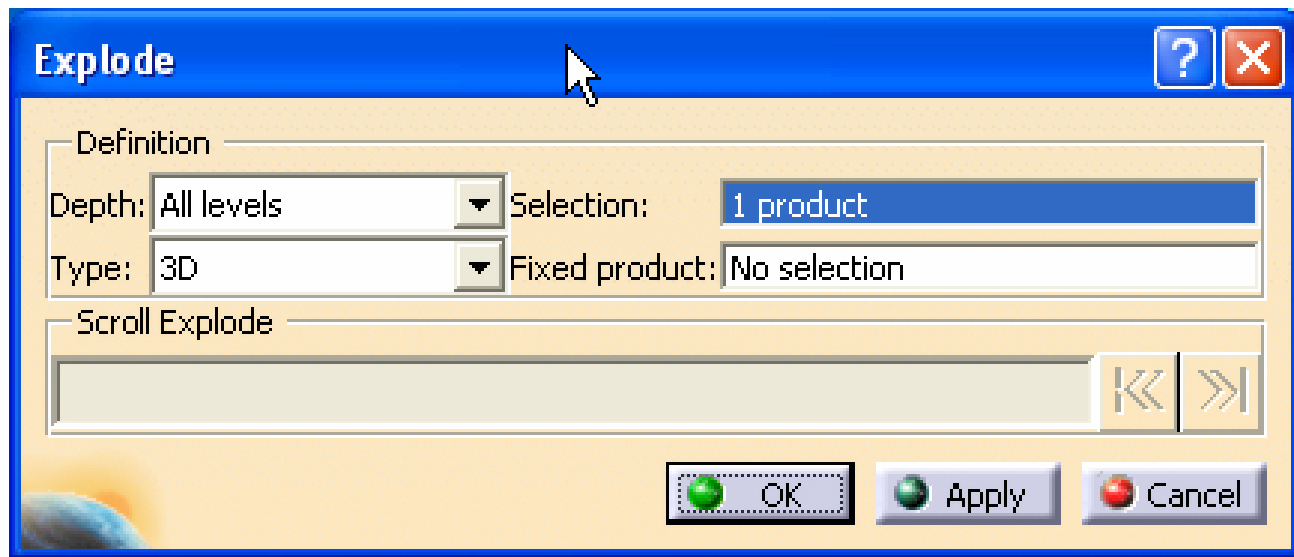 Explode ?
Definition
Depth: All levels Selection: 1 product
Type: 3D Fixed product: No selection
Scroll Explode
OK Apply Cancel